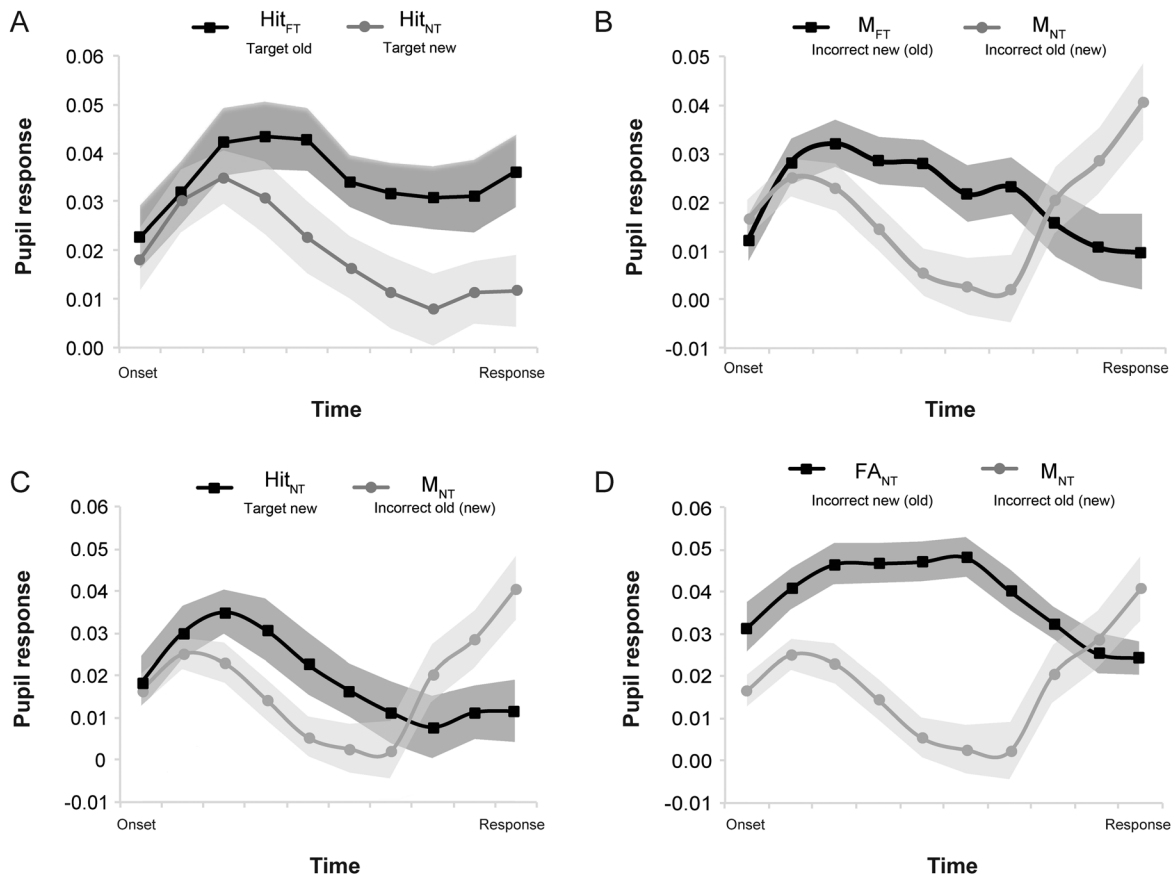 A
Hit_FT Hit_NT
Target old Target new
0.06
0.05
0.04
0.03
0.02
0.01
0.00
Pupil response
Onset Response
Time
B
M_FT M_NT
Incorrect new (old) Incorrect old (new)
0.05
0.04
0.03
0.02
0.01
0.00
-0.01
Pupil response
Onset Response
Time
C
Hit_NT M_NT
Target new Incorrect old (new)
0.06
0.05
0.04
0.03
0.02
0.01
0
-0.01
Pupil response
Onset Response
Time
D
FA_NT M_NT
Incorrect new (old) Incorrect old (new)
0.06
0.05
0.04
0.03
0.02
0.01
0.00
-0.01
Pupil response
Onset Response
Time